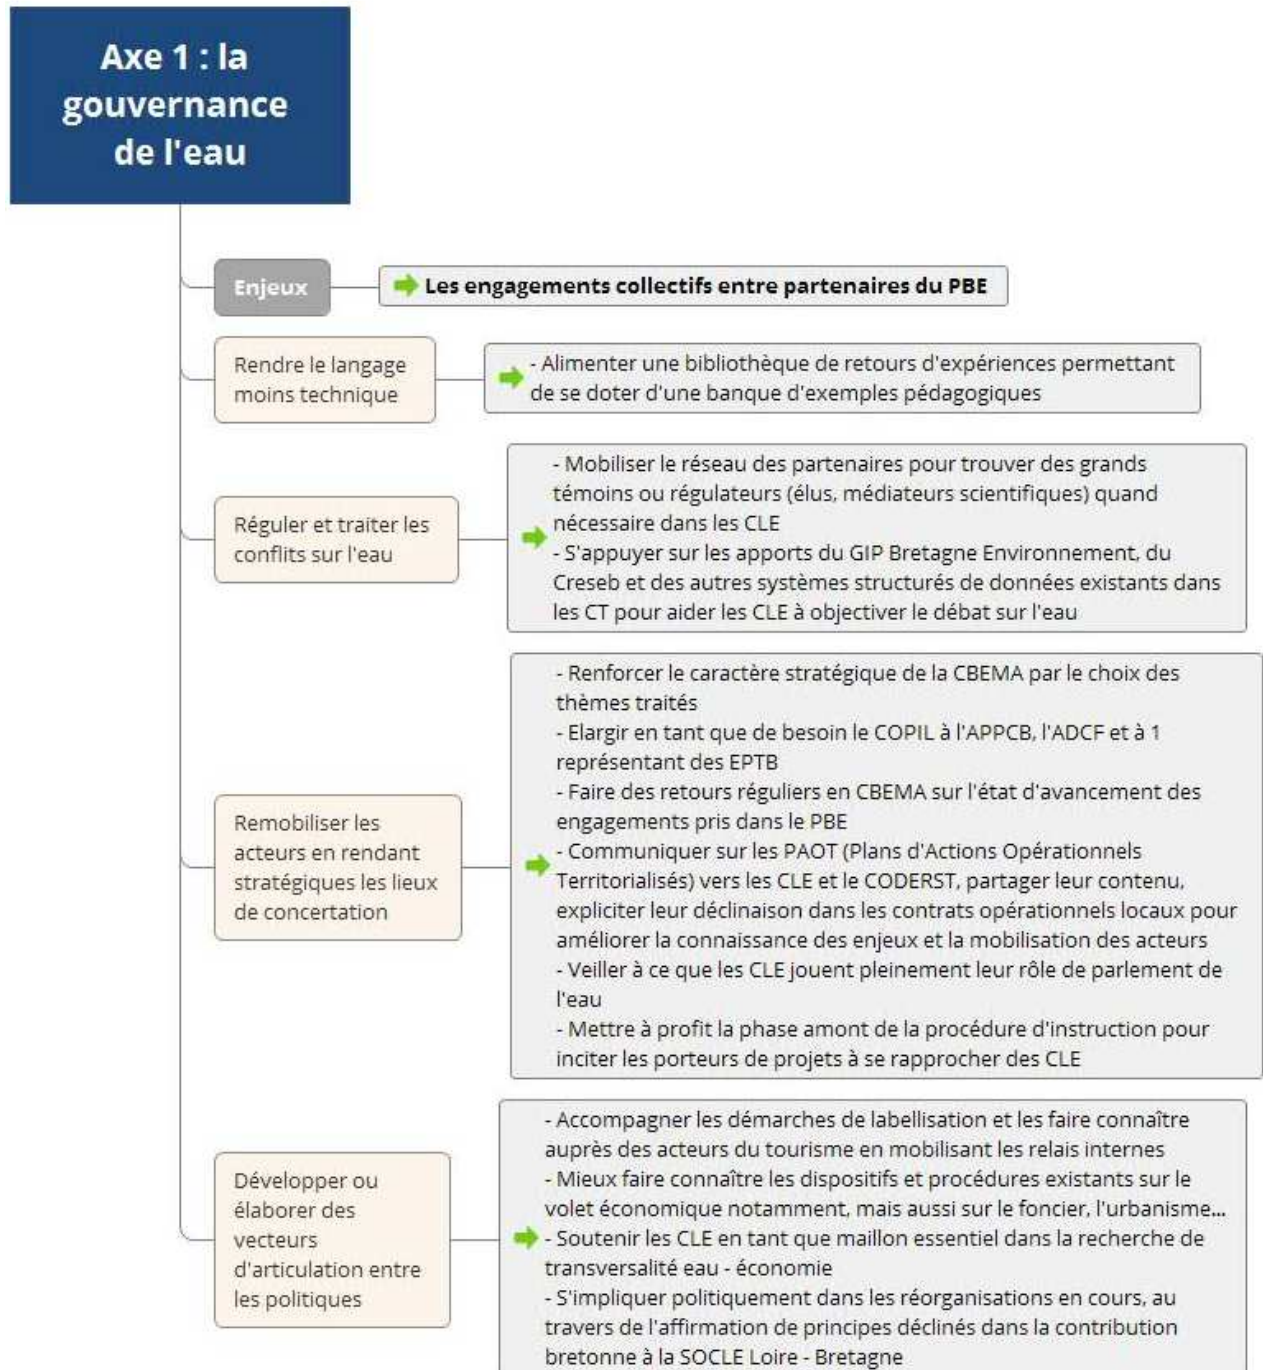 Axe 1 : la
gouvernance
de l'eau
Enjeux
Les engagements collectifs entre partenaires du PBE
Rendre le langage
moins technique
- Alimenter une bibliothèque de retours d'expériences permettant
de se doter d'une banque d'exemples pédagogiques
Réguler et traiter les
conflits sur l'eau
- Mobiliser le réseau des partenaires pour trouver des grands
témoins ou régulateurs (élus, médiateurs scientifiques) quand
nécessaire dans les CLE
- S'appuyer sur les apports du GIP Bretagne Environnement, du
Creseb et des autres systèmes structurés de données existants dans
les CT pour aider les CLE à objectiver le débat sur l'eau
Remobiliser les
acteurs en rendant
stratégiques les lieux
de concertation
- Renforcer le caractère stratégique de la CBEMA par le choix des
thèmes traités
- Elargir en tant que de besoin le COPIL à l'APPCB, l'ADCF et à 1
représentant des EPTB
- Faire des retours réguliers en CBEMA sur l'état d'avancement des
engagements pris dans le PBE
- Communiquer sur les PAOT (Plans d'Actions Opérationnels
Territorialisés) vers les CLE et le CODERST, partager leur contenu,
expliciter leur déclinaison dans les contrats opérationnels locaux pour
améliorer la connaissance des enjeux et la mobilisation des acteurs
- Veiller à ce que les CLE jouent pleinement leur rôle de parlement de
l'eau
- Mettre à profit la phase amont de la procédure d'instruction pour
inciter les porteurs de projets à se rapprocher des CLE
Développer ou
élaborer des
vecteurs
d'articulation entre
les politiques
- Accompagner les démarches de labellisation et les faire connaître
auprès des acteurs du tourisme en mobilisant les relais internes
- Mieux faire connaître les dispositifs et procédures existants sur le
volet économique notamment, mais aussi sur le foncier, l'urbanisme...
- Soutenir les CLE en tant que maillon essentiel dans la recherche de
transversalité eau - économie
- S'impliquer politiquement dans les réorganisations en cours, au
travers de l'affirmation de principes déclinés dans la contribution
bretonne à la SOCLE Loire - Bretagne